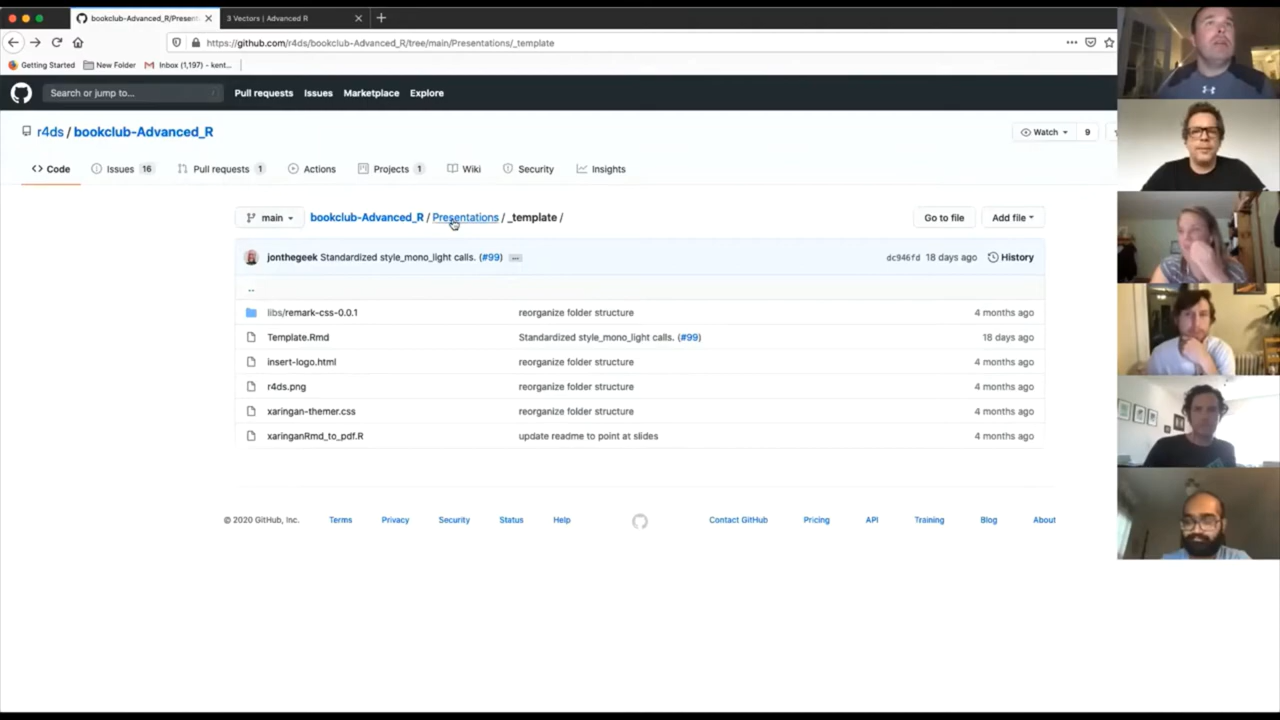 bookclub-Advanced_R/Present
3 Vectors | Advanced R
https://github.com/r4ds/bookclub-Advanced_R/tree/main/Presentations/_template
Getting Started New Folder Inbox (1,197) - kent...
Search or jump to... Pull requests Issues Marketplace Explore
r4ds / bookclub-Advanced_R Watch 9
Code Issues 16 Pull requests 1 Actions Projects 1 Wiki Security Insights
main bookclub-Advanced_R / Presentations / _template / Go to file Add file
jonthegeek Standardized style_mono_light calls. (#99) ... dc946fd 18 days ago History
..
libs/remark-css-0.0.1 reorganize folder structure 4 months ago
Template.Rmd Standardized style_mono_light calls. (#99) 18 days ago
insert-logo.html reorganize folder structure 4 months ago
r4ds.png reorganize folder structure 4 months ago
xaringan-themer.css reorganize folder structure 4 months ago
xaringanRmd_to_pdf.R update readme to point at slides 4 months ago
© 2020 GitHub, Inc. Terms Privacy Security Status Help Contact GitHub Pricing API Training Blog About